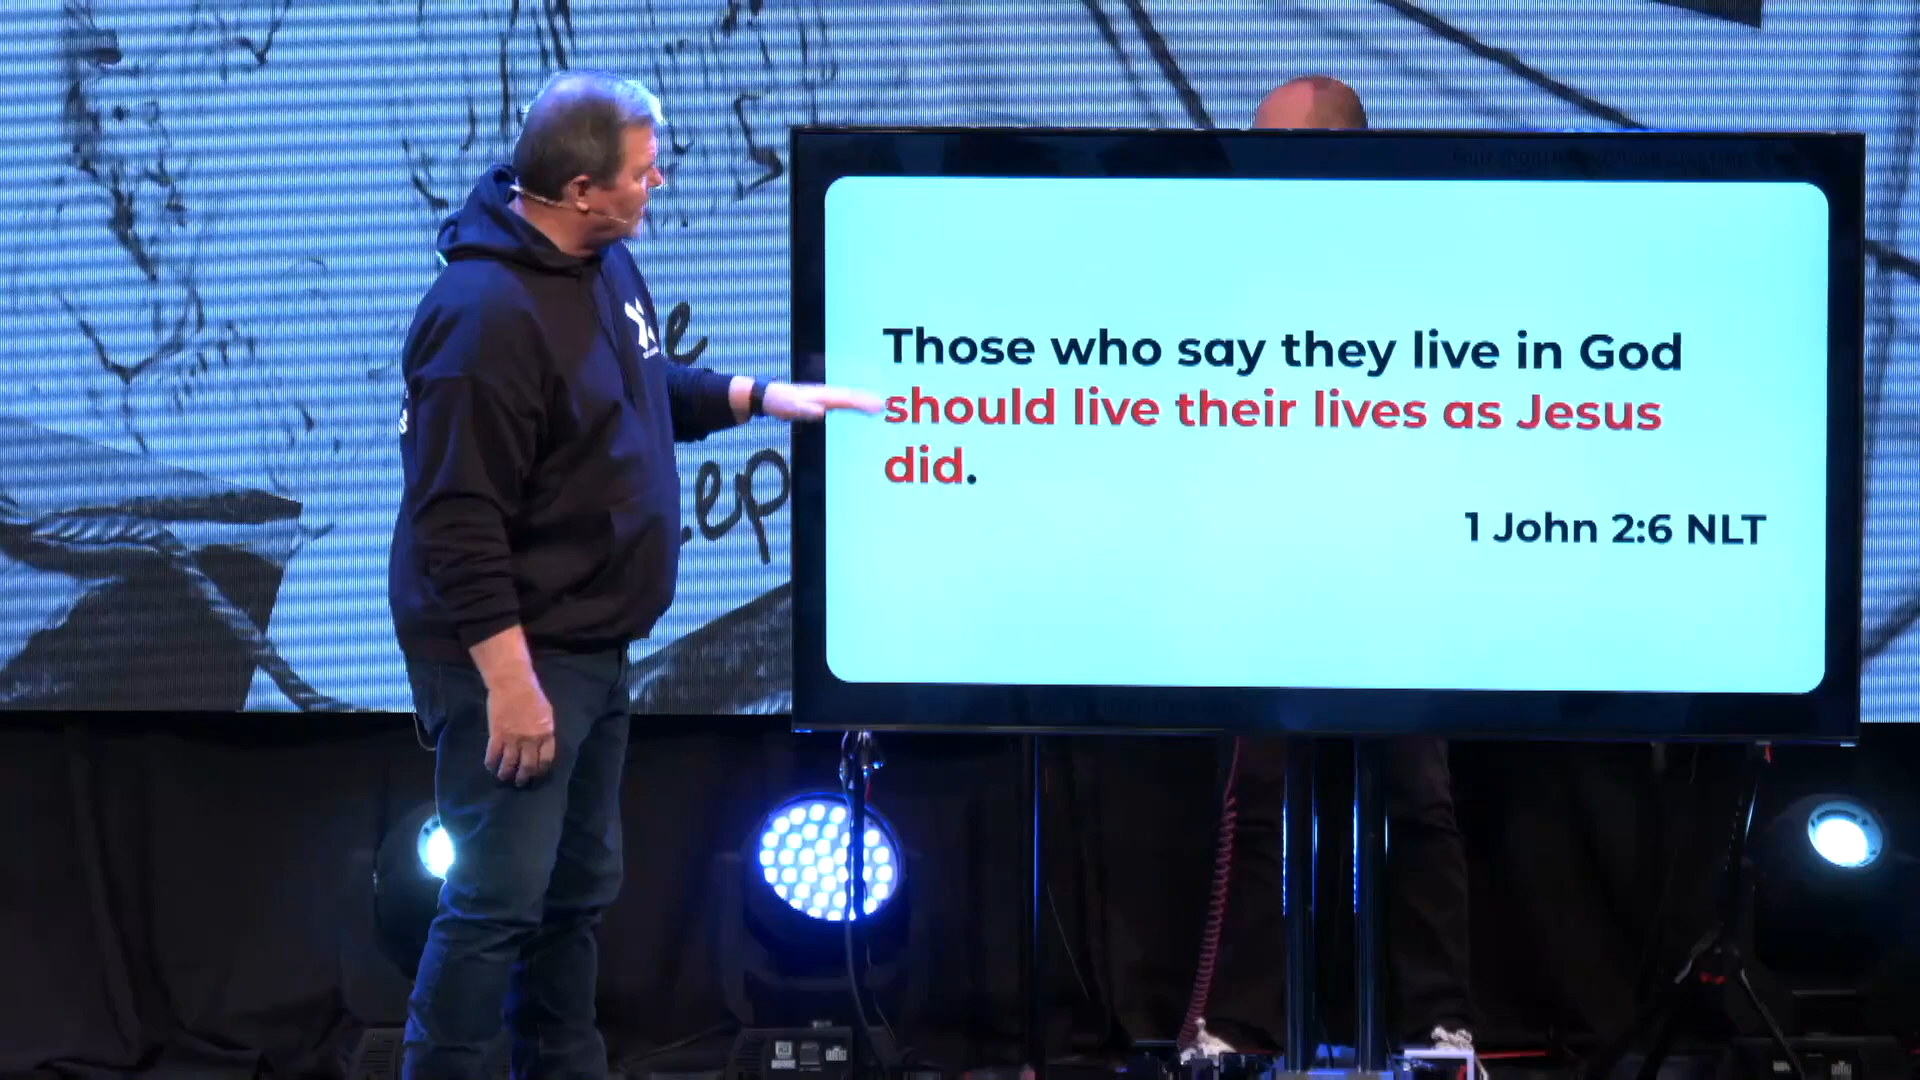 Those who say they live in God
should live their lives as Jesus
did.
1 John 2:6 NLT
e
ep